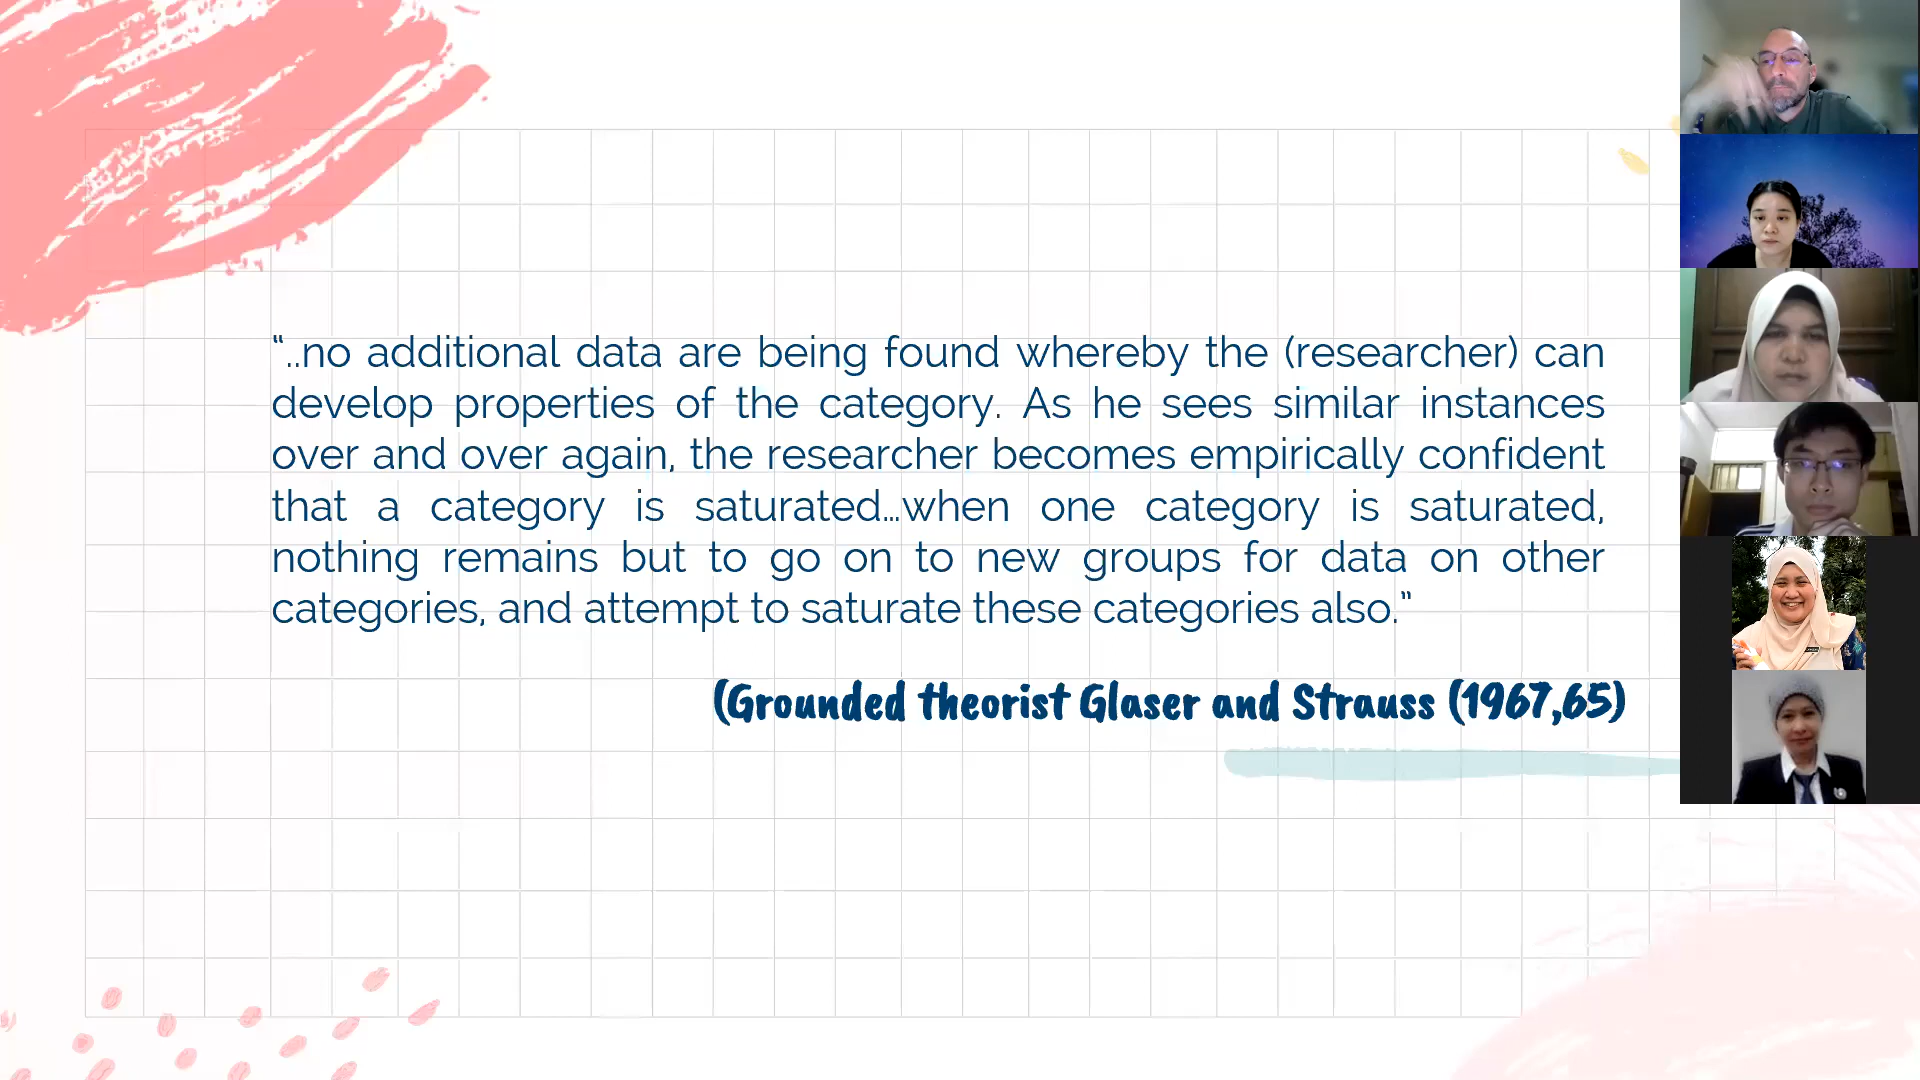 “..no additional data are being found whereby the (researcher) can
develop properties of the category. As he sees similar instances
over and over again, the researcher becomes empirically confident
that a category is saturated...when one category is saturated,
nothing remains but to go on to new groups for data on other
categories, and attempt to saturate these categories also.”
(Grounded theorist Glaser and Strauss (1967,65)